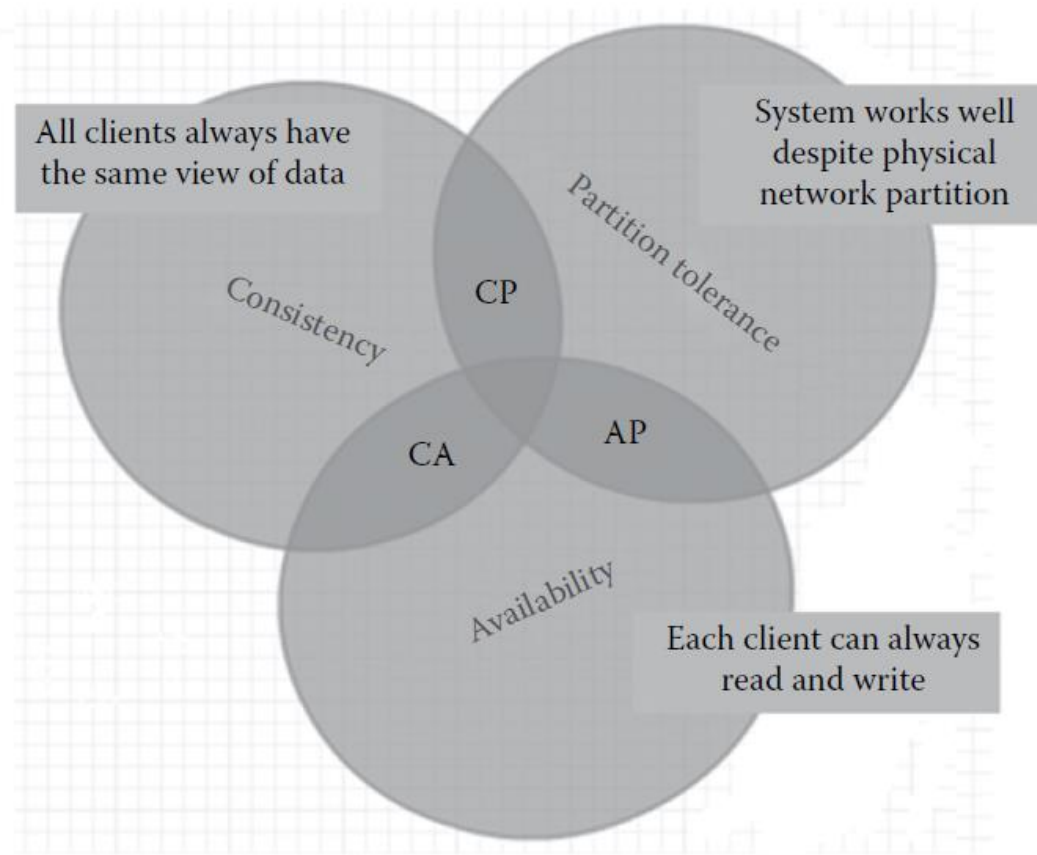 All clients always have
the same view of data
System works well
despite physical
network partition
Partition tolerance
Consistency
CP
CA
AP
Availability
Each client can always
read and write